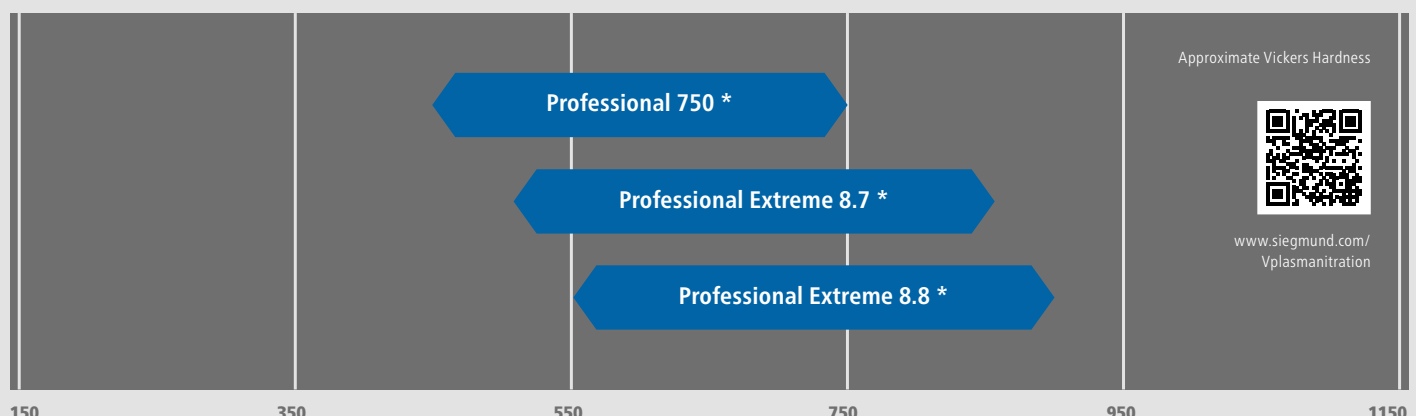 Approximate Vickers Hardness
Professional 750 *
Professional Extreme 8.7 *
Professional Extreme 8.8 *
www.siegmund.com/
Vplasmanitration
150 350 550 750 950 1150